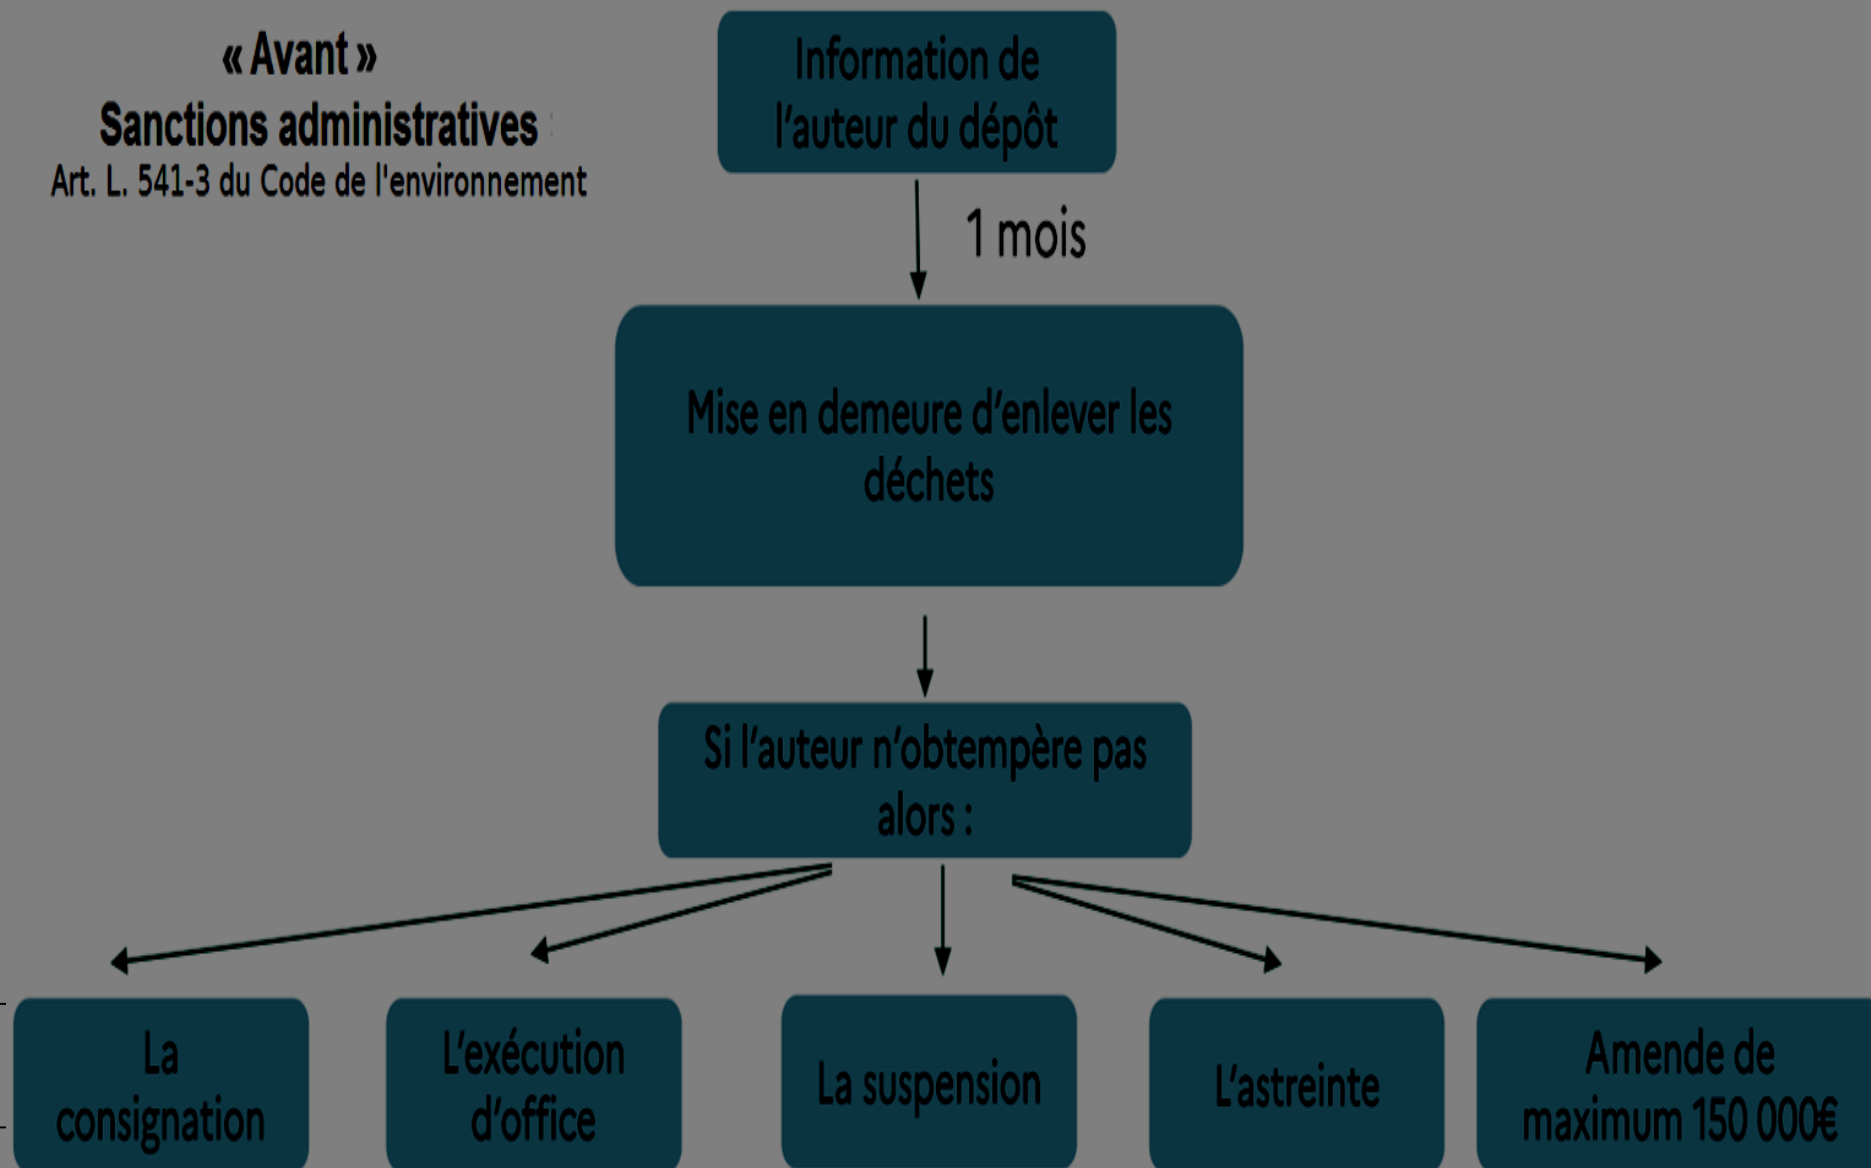 « Avant »
Sanctions administratives :
Art. L. 541-3 du Code de l'environnement
Information de
l'auteur du dépôt
1 mois
Mise en demeure d'enlever les
déchets
Si l'auteur n'obtempère pas
alors :
La
consignation
L'exécution
d'office
La suspension
L'astreinte
Amende de
maximum 150 000€